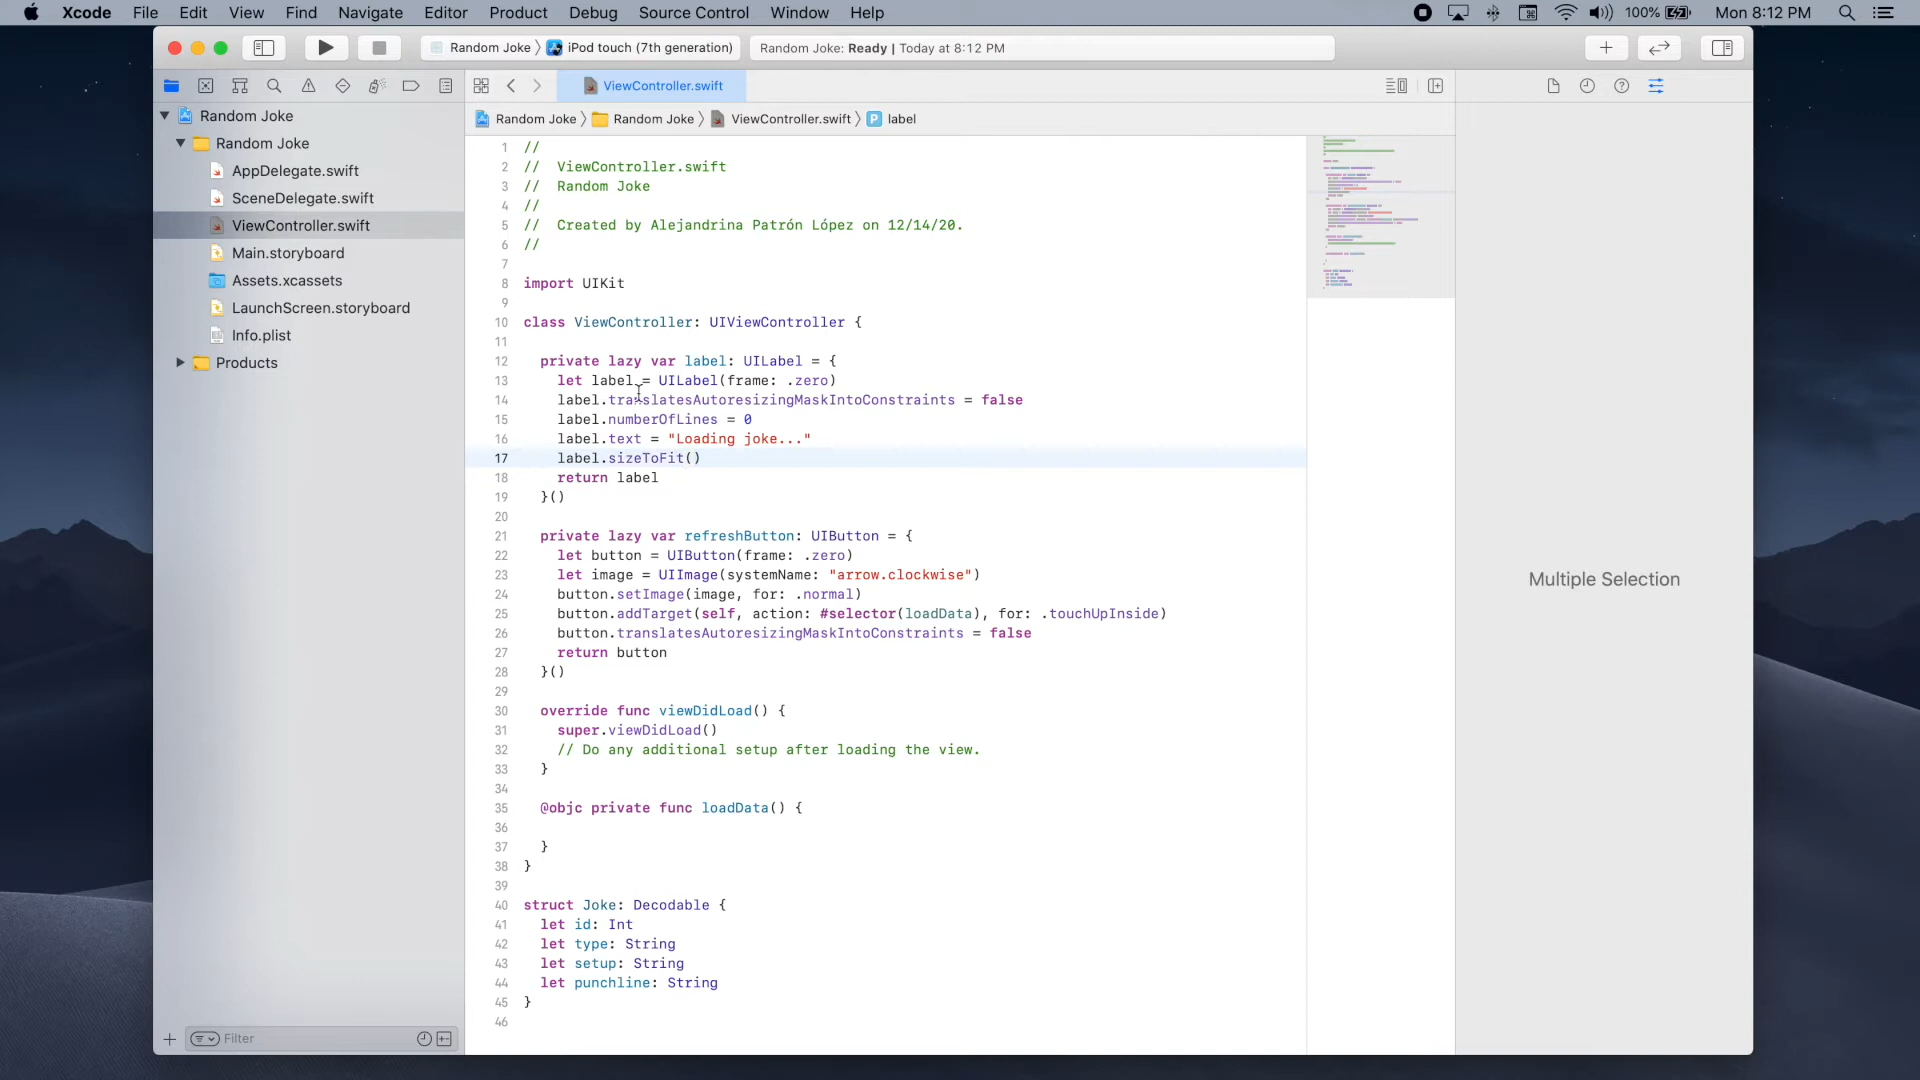 Xcode File Edit View Find Navigate Editor Product Debug Source Control Window Help 100% Mon 8:12 PM
Random Joke iPod touch (7th generation) Random Joke: Ready | Today at 8:12 PM
ViewController.swift
Random Joke Random Joke ViewController.swift P label
Random Joke
Random Joke
AppDelegate.swift
SceneDelegate.swift
ViewController.swift
Main.storyboard
Assets.xcassets
LaunchScreen.storyboard
Info.plist
Products
Filter
1 //
2 //  ViewController.swift
3 //  Random Joke
4 //
5 //  Created by Alejandrina Patrón López on 12/14/20.
6 //
7
8 import UIKit
9
10 class ViewController: UIViewController {
11
12   private lazy var label: UILabel = {
13     let label = UILabel(frame: .zero)
14     label.translatesAutoresizingMaskIntoConstraints = false
15     label.numberOfLines = 0
16     label.text = "Loading joke..."
17     label.sizeToFit()
18     return label
19   }()
20
21   private lazy var refreshButton: UIButton = {
22     let button = UIButton(frame: .zero)
23     let image = UIImage(systemName: "arrow.clockwise")
24     button.setImage(image, for: .normal)
25     button.addTarget(self, action: #selector(loadData), for: .touchUpInside)
26     button.translatesAutoresizingMaskIntoConstraints = false
27     return button
28   }()
29
30   override func viewDidLoad() {
31     super.viewDidLoad()
32     // Do any additional setup after loading the view.
33   }
34
35   @objc private func loadData() {
36
37   }
38 }
39
40 struct Joke: Decodable {
41   let id: Int
42   let type: String
43   let setup: String
44   let punchline: String
45 }
46
Multiple Selection